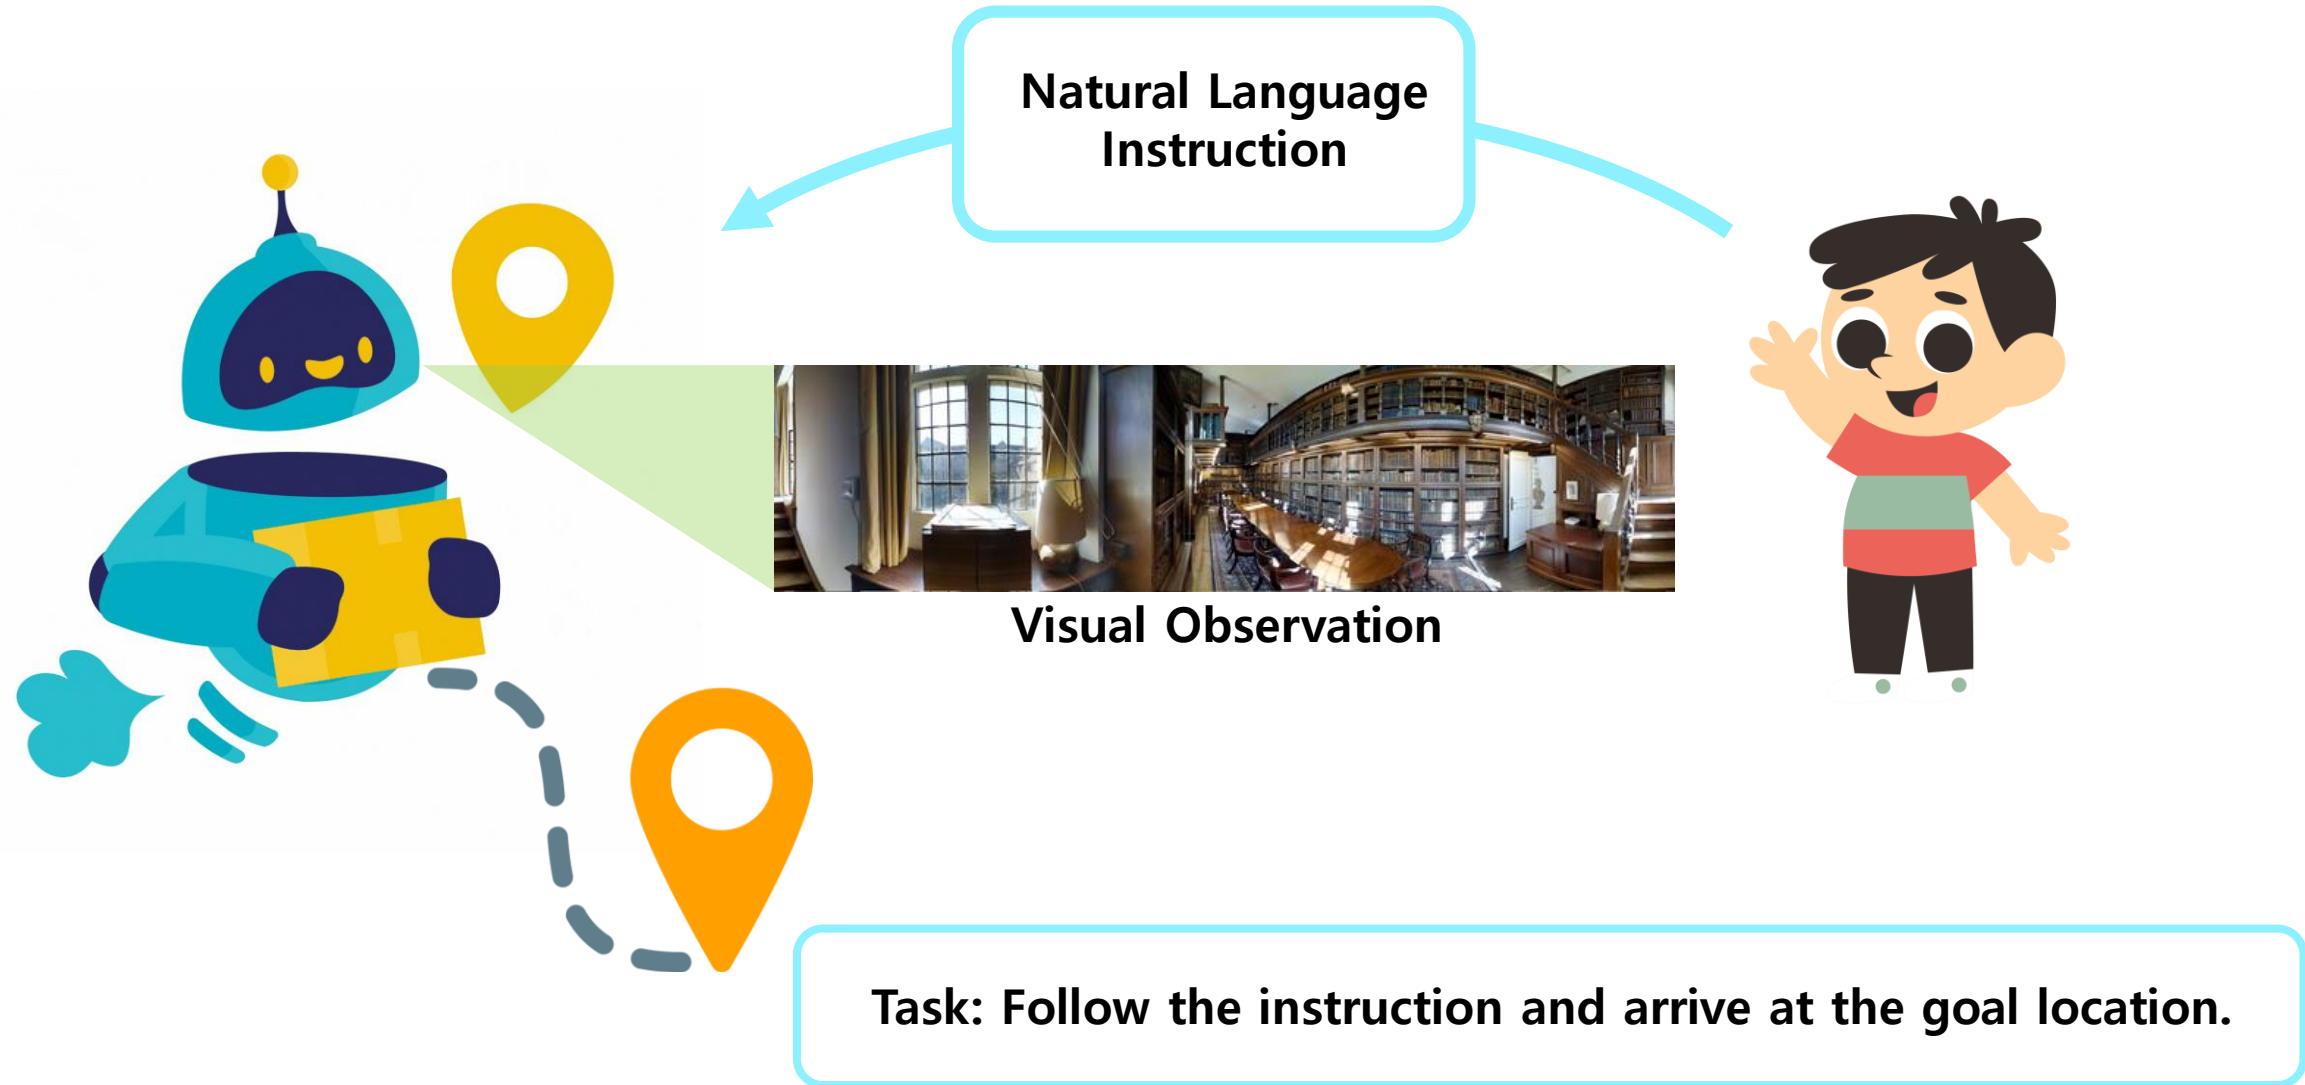 Natural Language
Instruction
Visual Observation
Task: Follow the instruction and arrive at the goal location.